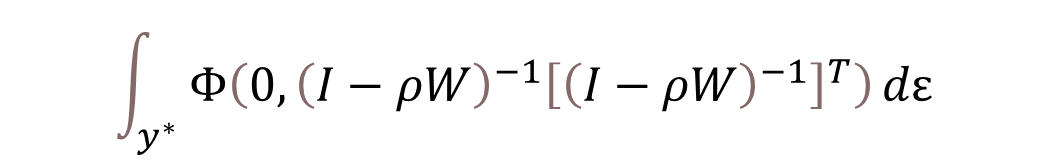 ∫_{y*} Φ(0, (I − ρW)⁻¹[(I − ρW)⁻¹]ᵀ) dε